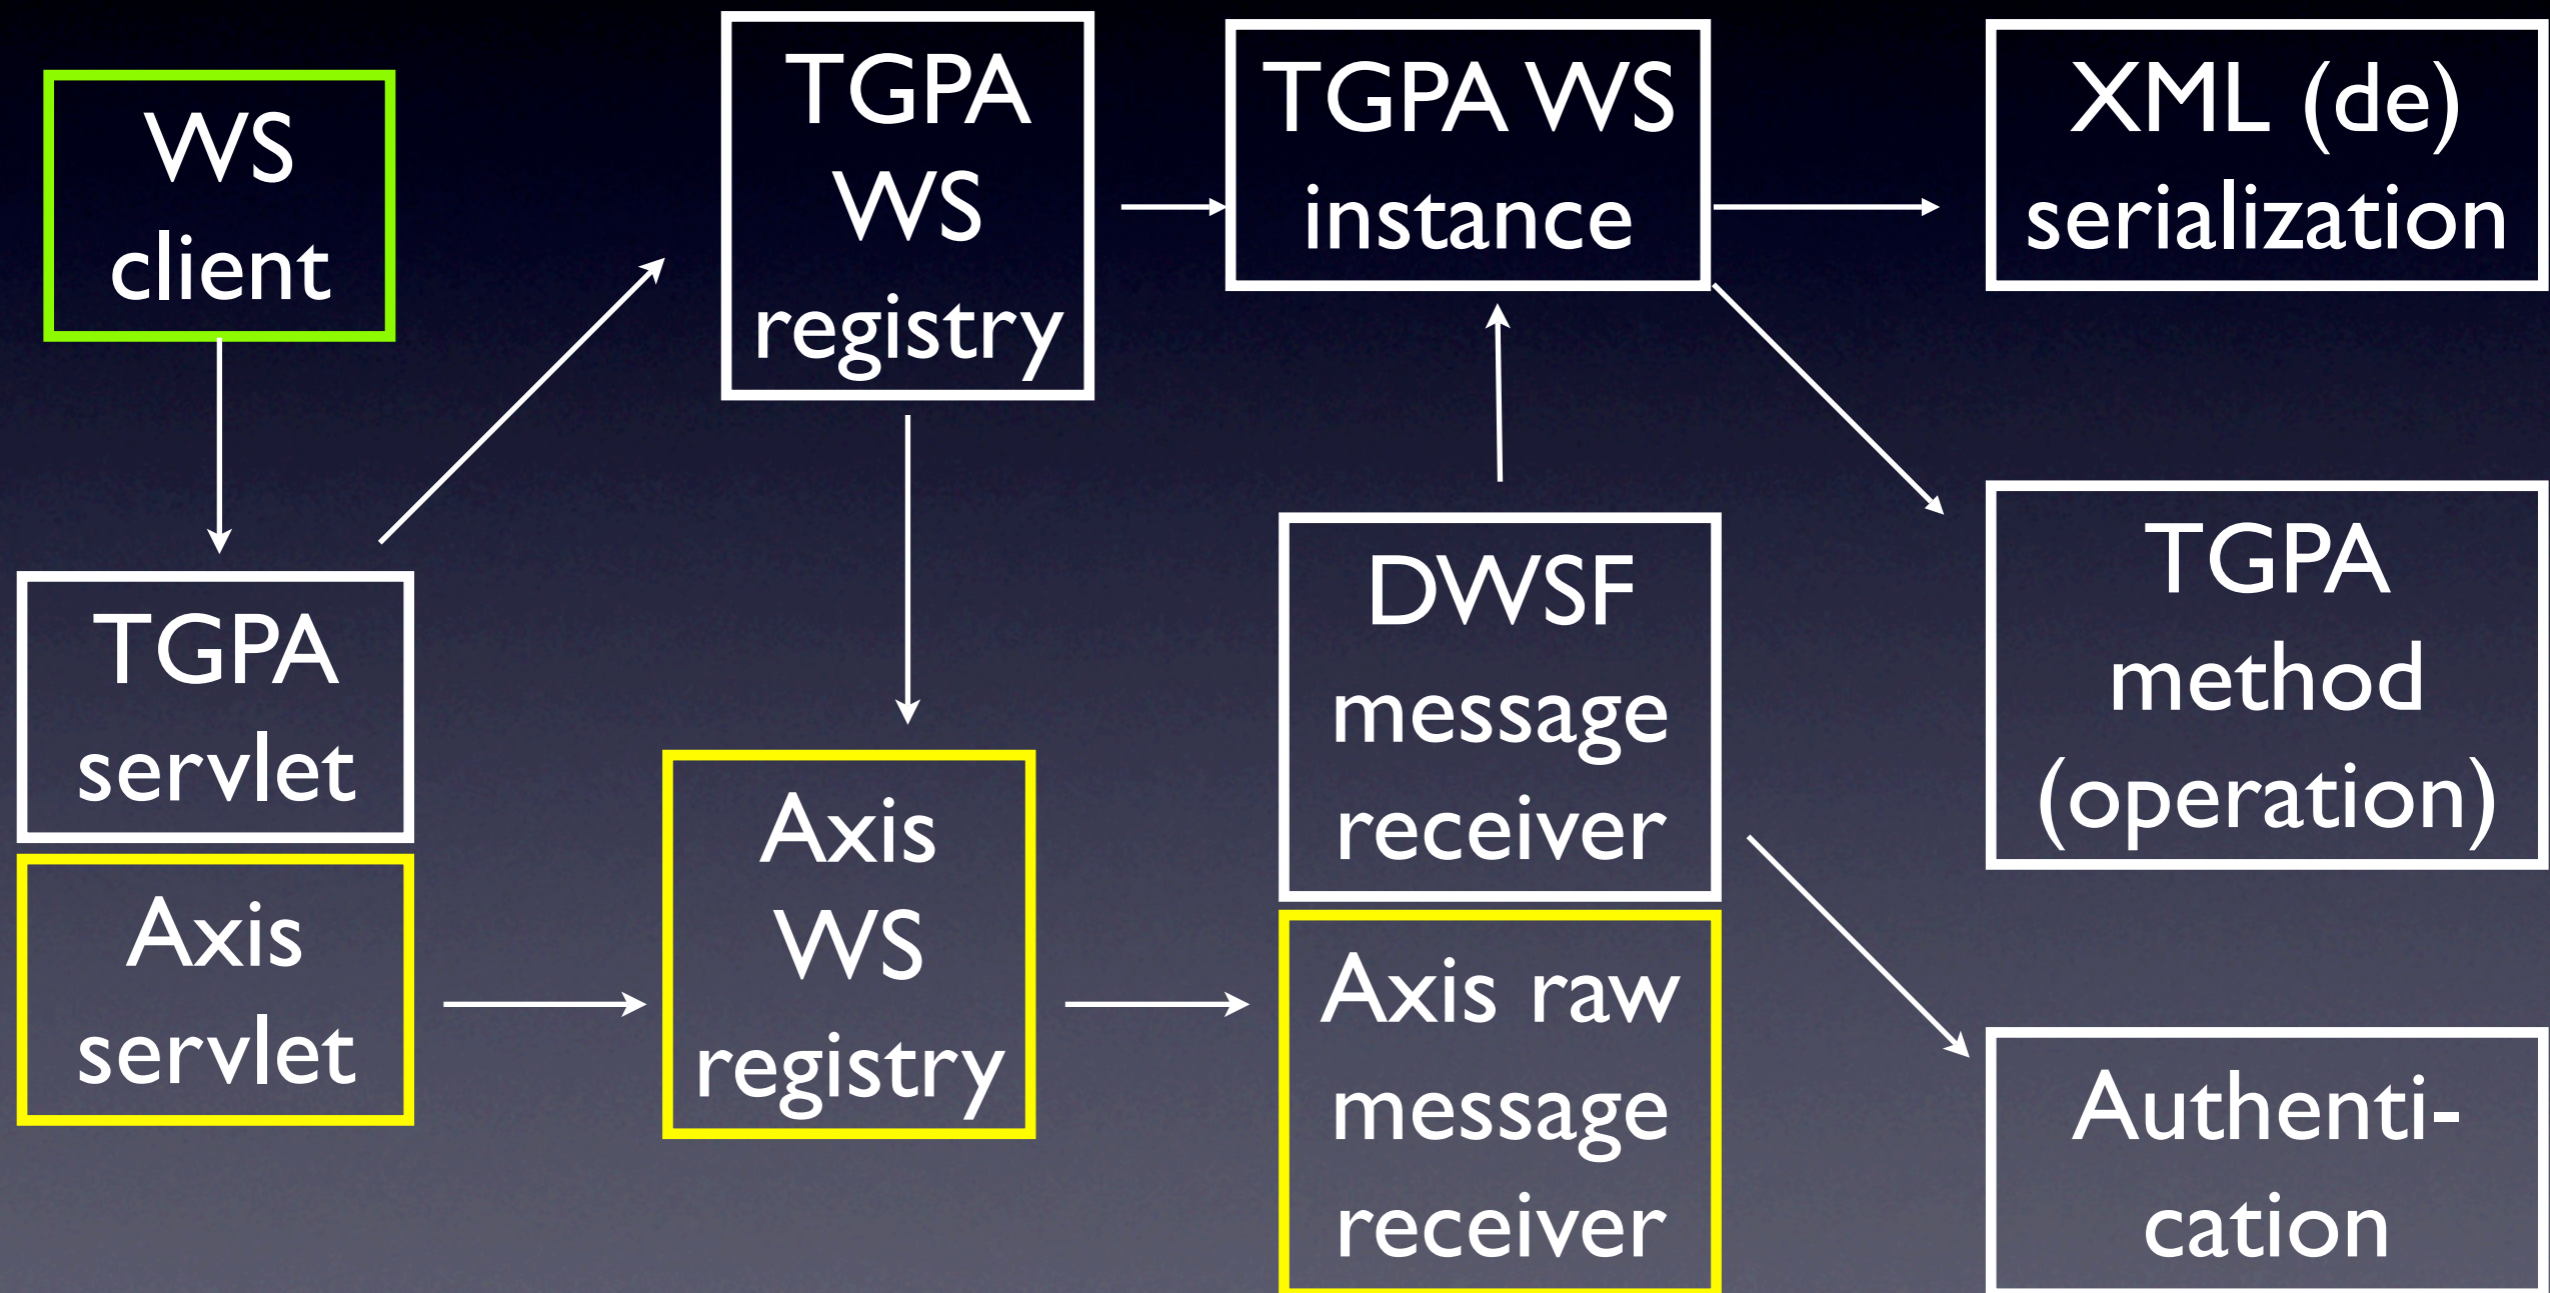 WS
client
TGPA
servlet
Axis
servlet
TGPA
WS
registry
Axis
WS
registry
TGPA WS
instance
DWSF
message
receiver
Axis raw
message
receiver
XML (de)
serialization
TGPA
method
(operation)
Authenti-
cation